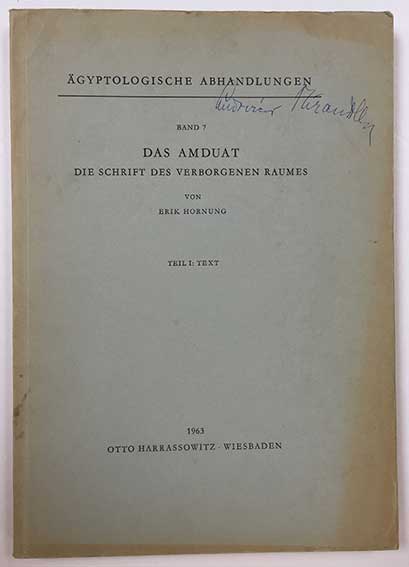 ÄGYPTOLOGISCHE ABHANDLUNGEN
BAND 7
DAS AMDUAT
DIE SCHRIFT DES VERBORGENEN RAUMES
VON
ERIK HORNUNG
TEIL I: TEXT
1963
OTTO HARRASSOWITZ · WIESBADEN